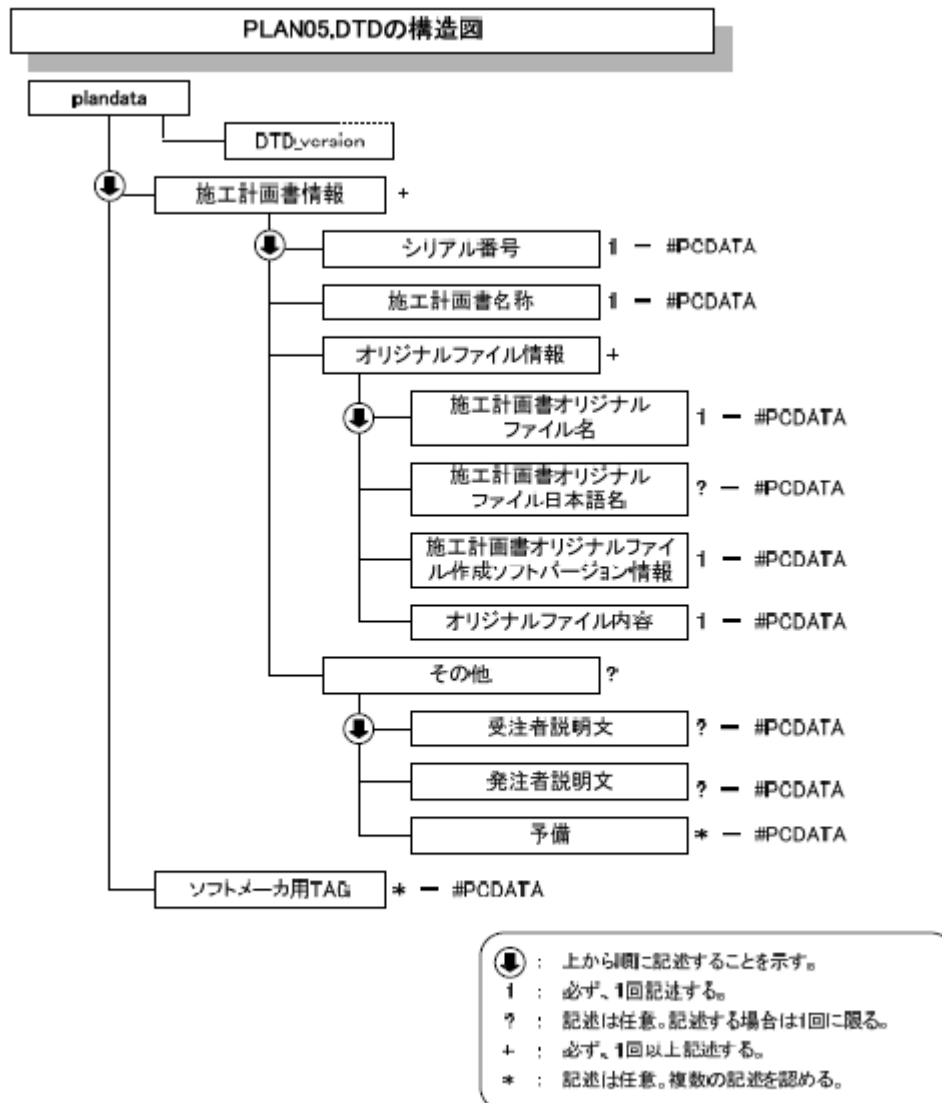 PLAN05.DTDの構造図
plandata
DTD_version
施工計画書情報 +
シリアル番号 1 － #PCDATA
施工計画書名称 1 － #PCDATA
オリジナルファイル情報 +
施工計画書オリジナル
ファイル名 1 － #PCDATA
施工計画書オリジナル
ファイル日本語名 ? － #PCDATA
施工計画書オリジナルファイ
ル作成ソフトバージョン情報 1 － #PCDATA
オリジナルファイル内容 1 － #PCDATA
その他 ?
受注者説明文 ? － #PCDATA
発注者説明文 ? － #PCDATA
予備 * － #PCDATA
ソフトメーカ用TAG * － #PCDATA
： 上から順に記述することを示す。
1 ： 必ず、1回記述する。
? ： 記述は任意。記述する場合は1回に限る。
+ ： 必ず、1回以上記述する。
* ： 記述は任意。複数の記述を認める。